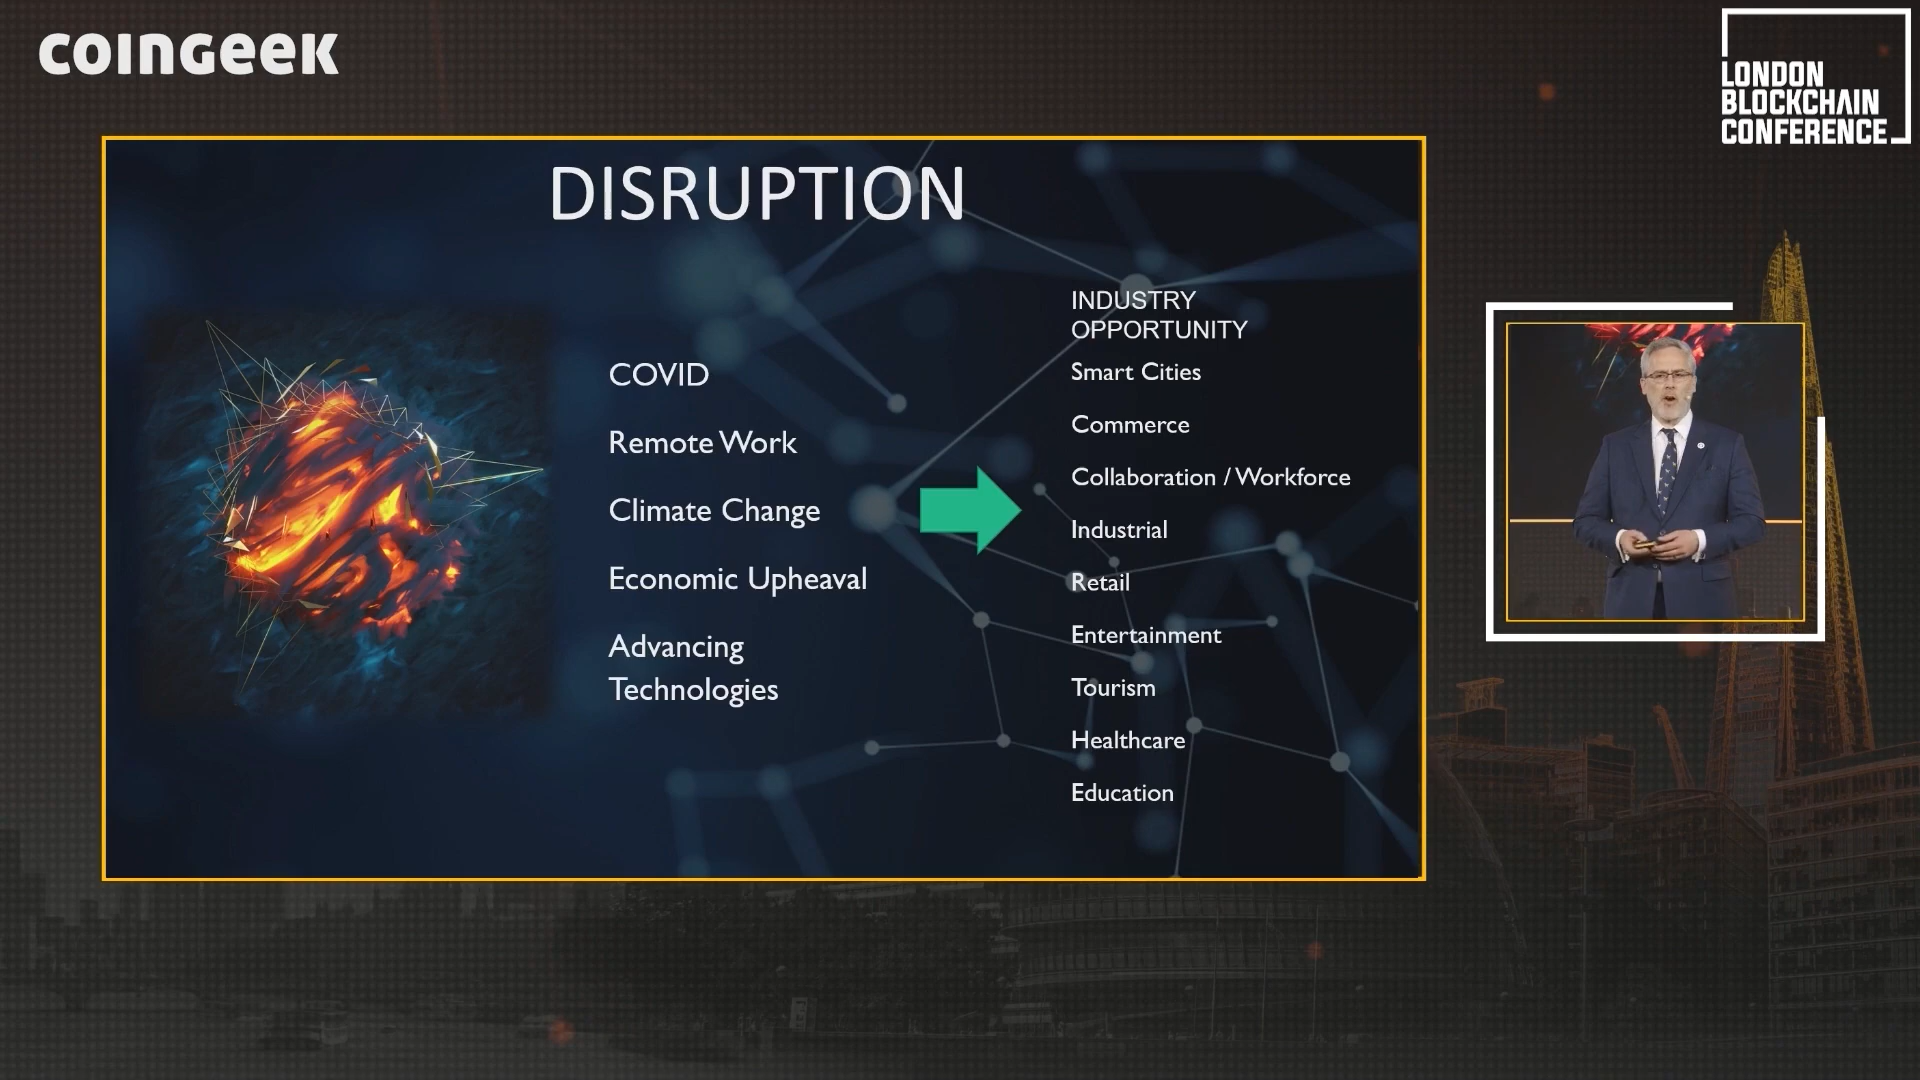 COINGEEK
LONDON
BLOCKCHAIN
CONFERENCE
DISRUPTION
COVID
Remote Work
Climate Change
Economic Upheaval
Advancing
Technologies
INDUSTRY
OPPORTUNITY
Smart Cities
Commerce
Collaboration / Workforce
Industrial
Retail
Entertainment
Tourism
Healthcare
Education